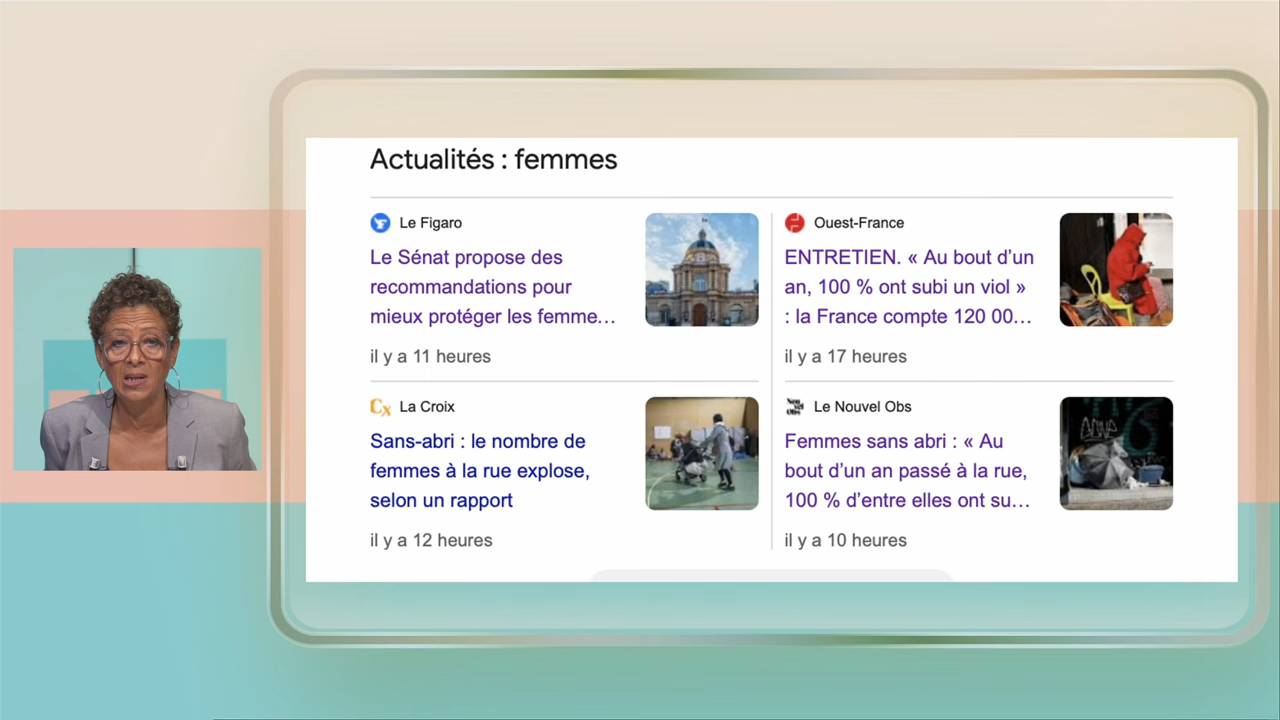 Actualités : femmes
Le Figaro
Le Sénat propose des
recommandations pour
mieux protéger les femme...
il y a 11 heures
Ouest-France
ENTRETIEN. « Au bout d'un
an, 100 % ont subi un viol »
: la France compte 120 00...
il y a 17 heures
Cx La Croix
Sans-abri : le nombre de
femmes à la rue explose,
selon un rapport
il y a 12 heures
Nouvel Obs
Le Nouvel Obs
Femmes sans abri : « Au
bout d'un an passé à la rue,
100 % d'entre elles ont su...
il y a 10 heures